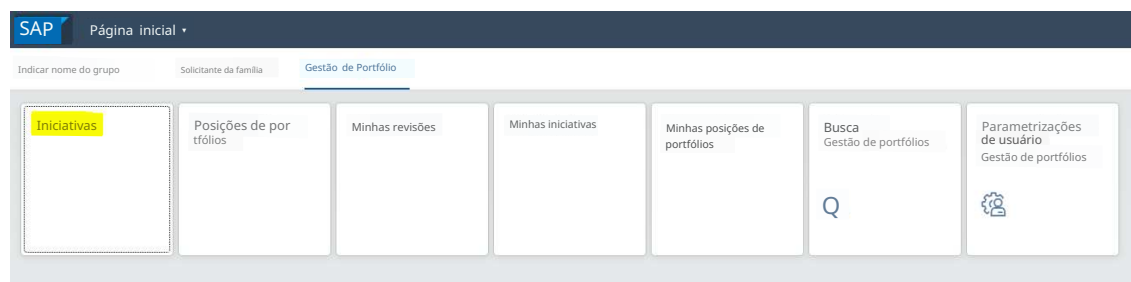 SAP Página inicial
Indicar nome do grupo Solicitante da família Gestão de Portfólio
Iniciativas
Posições de por
tfólios
Minhas revisões
Minhas iniciativas
Minhas posições de
portfólios
Busca
Gestão de portfólios
Q
Parametrizações
de usuário
Gestão de portfólios